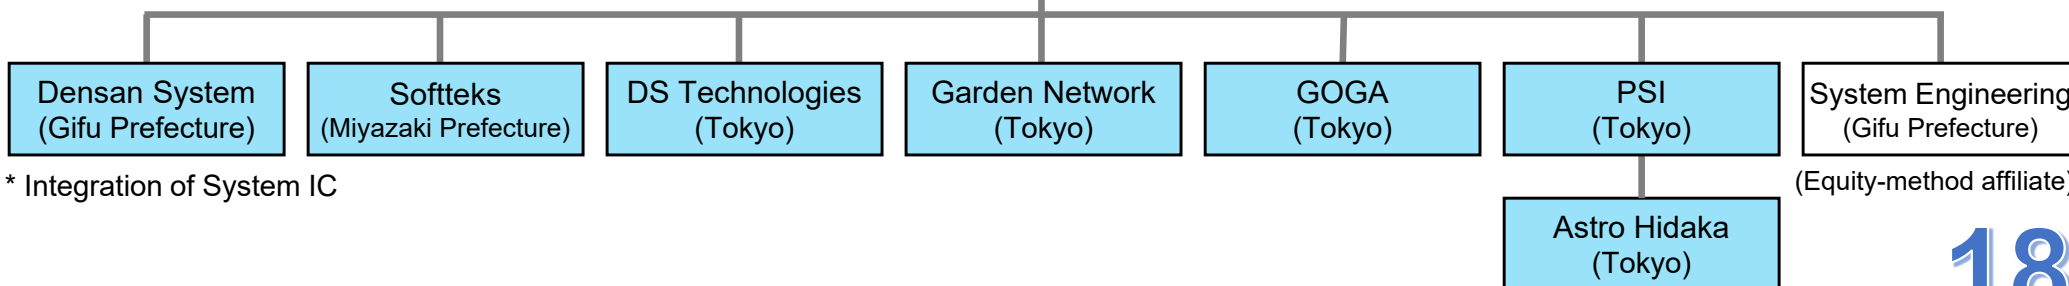 Densan System
(Gifu Prefecture)
Softteks
(Miyazaki Prefecture)
DS Technologies
(Tokyo)
Garden Network
(Tokyo)
GOGA
(Tokyo)
PSI
(Tokyo)
System Engineering
(Gifu Prefecture)
* Integration of System IC
(Equity-method affiliate)
Astro Hidaka
(Tokyo)
18